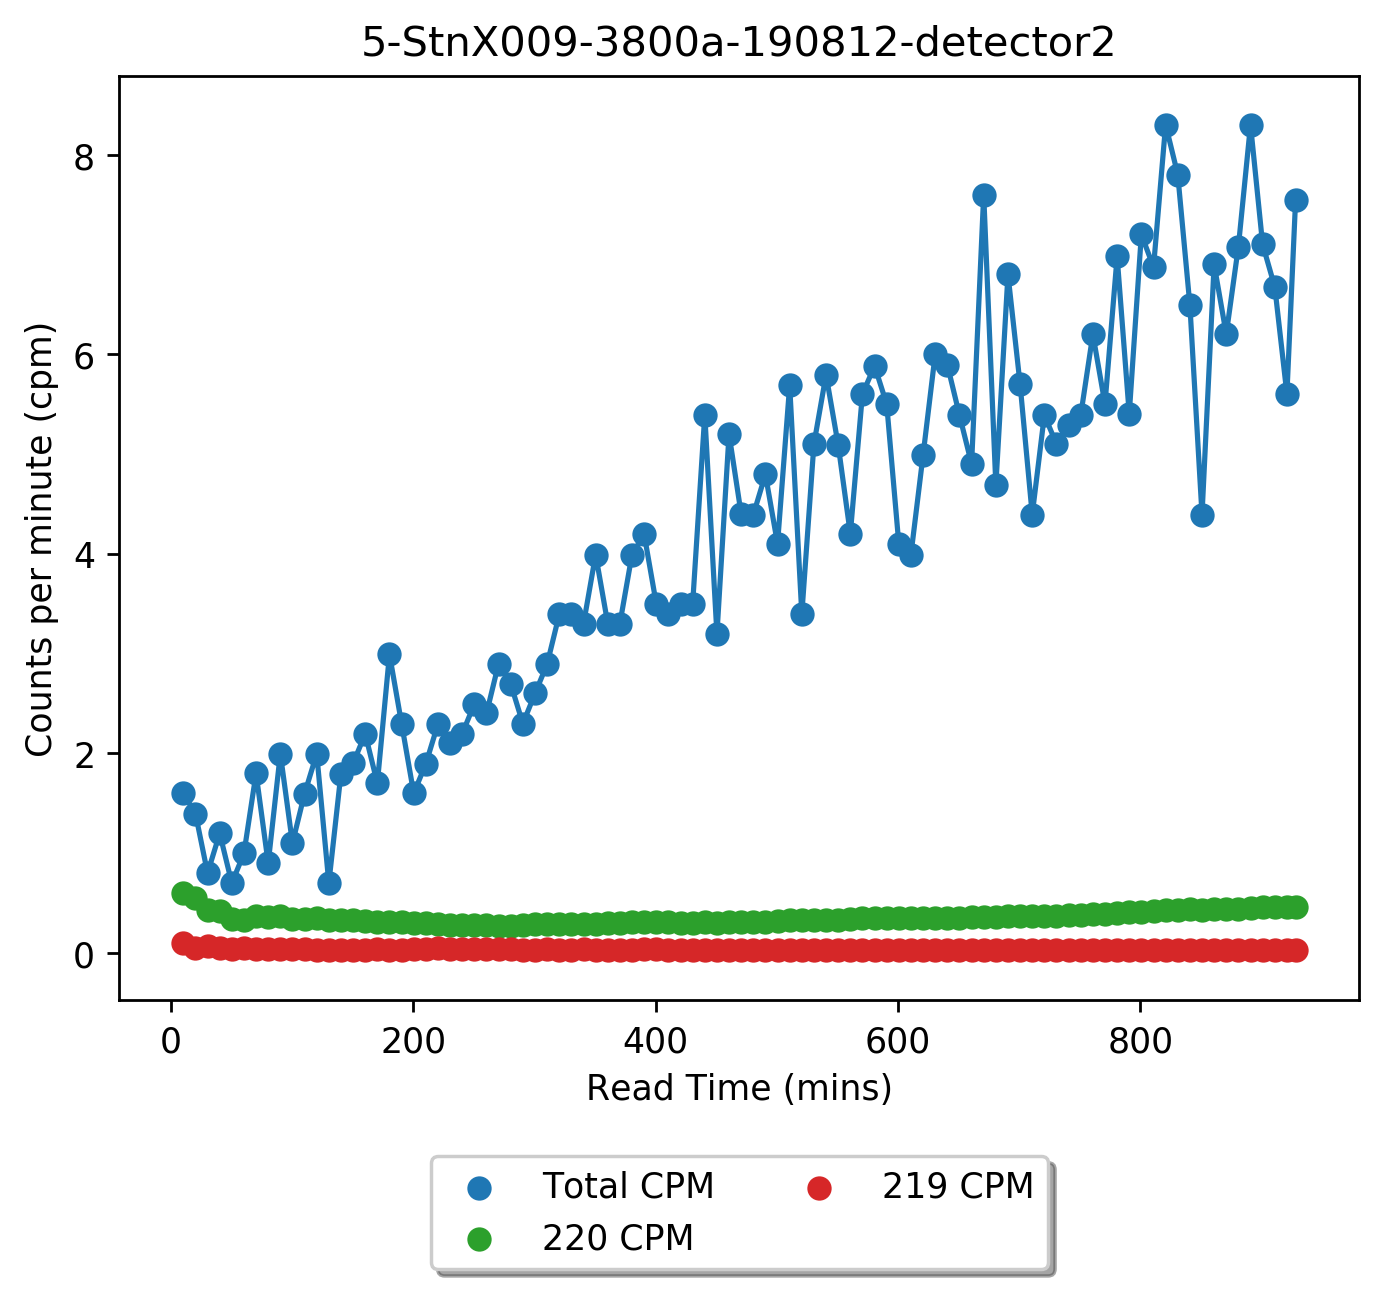 5-StnX009-3800a-190812-detector2
8
6
4
2
0
Counts per minute (cpm)
0 200 400 600 800
Read Time (mins)
Total CPM 219 CPM
220 CPM